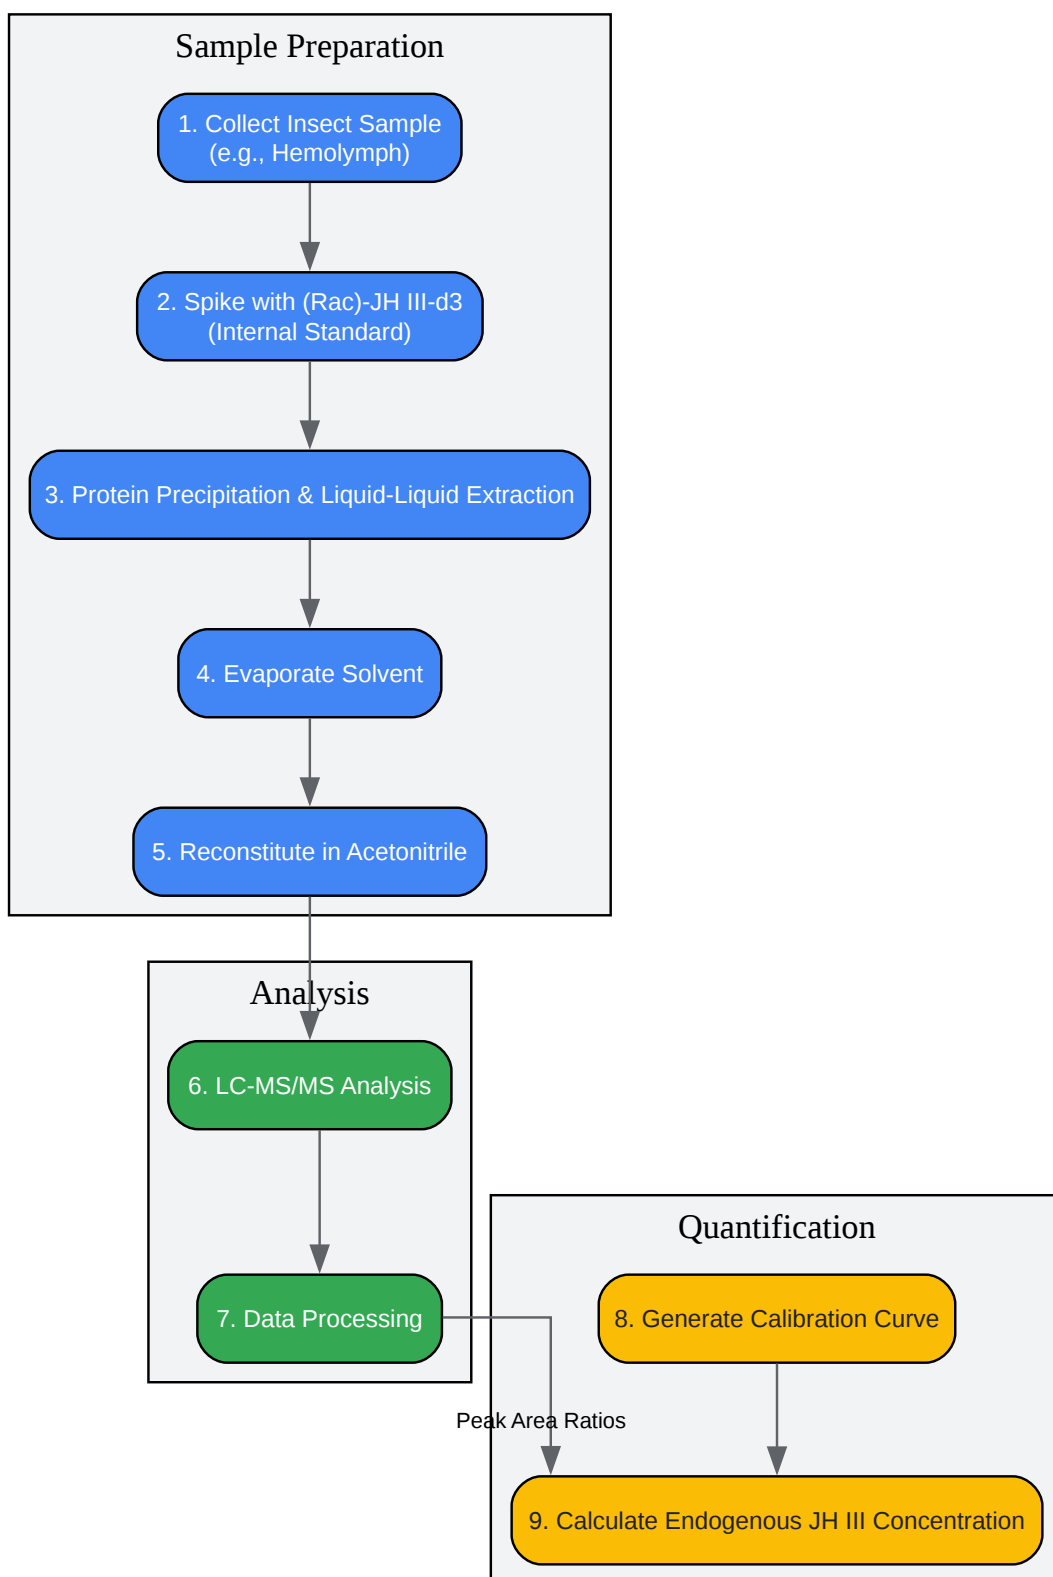 Sample Preparation
1. Collect Insect Sample
(e.g., Hemolymph)
2. Spike with (Rac)-JH III-d3
(Internal Standard)
3. Protein Precipitation & Liquid-Liquid Extraction
4. Evaporate Solvent
5. Reconstitute in Acetonitrile
Analysis
6. LC-MS/MS Analysis
7. Data Processing
Quantification
8. Generate Calibration Curve
Peak Area Ratios
9. Calculate Endogenous JH III Concentration